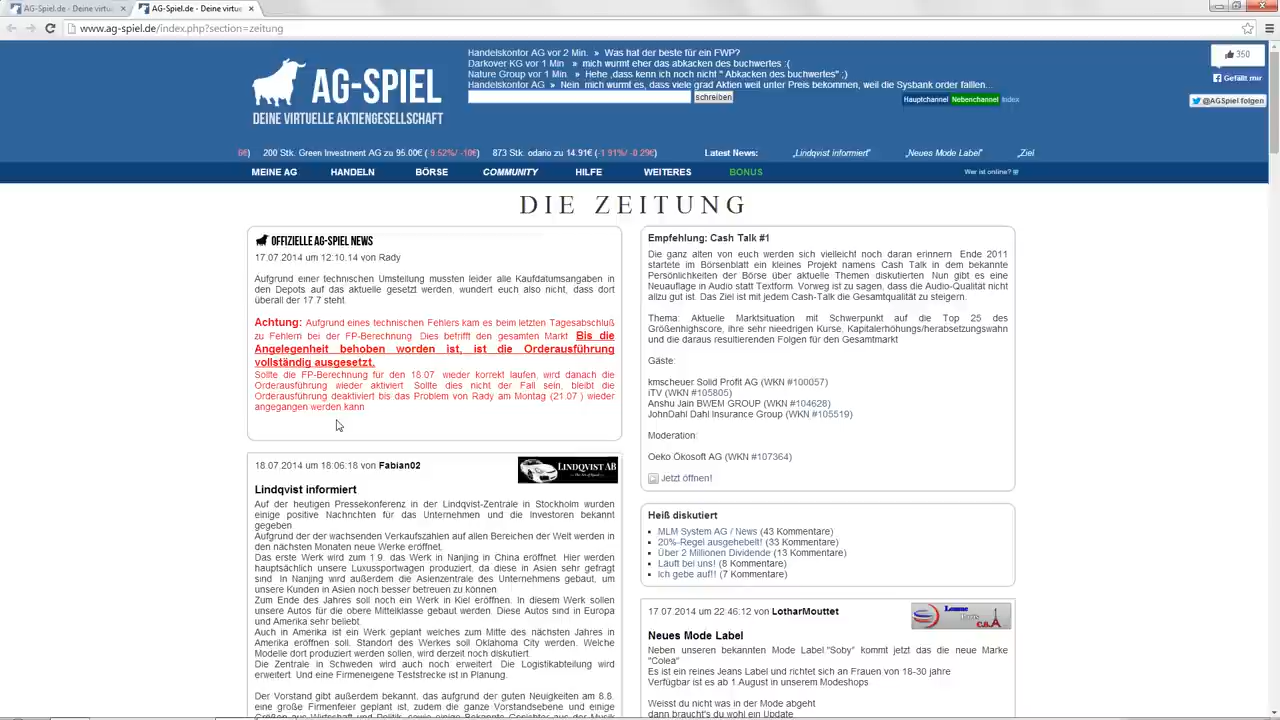 AG-Spiel - Deine virtu
AG-Spiel - Deine virtu
www.ag-spiel.de/index.php?section=zeitung
AG-SPIEL
DEINE VIRTUELLE AKTIENGESELLSCHAFT
Handelskontor AG vor 2 Min. » Was hat der beste für ein FWP?
Darkover KG vor 1 Min » mich wurmt eher das abkacken des buchwertes :(
Nature Group vor 1 Min. » Hehe ,dass kenn ich noch nicht " Abkacken des buchwertes" ;)
Handelskontor AG » Nein mich wurmt es, dass viele grad Aktien weit unter Preis bekommen, weil die Sysbank order falllen...
schreiben
Hauptchannel Nebenchannel Index
350
Gefällt mir
@AGSpiel folgen
6€) 200 Stk. Green Investment AG zu 95.00€ ( 9.52%/ -10€) 873 Stk. odario zu 14.91€ (-1.91%/ -0.29€)
Latest News: „Lindqvist informiert" „Neues Mode Label" „Ziel
MEINE AG HANDELN BÖRSE COMMUNITY HILFE WEITERES BONUS
Wer ist online?
DIE ZEITUNG
OFFIZIELLE AG-SPIEL NEWS
17.07.2014 um 12:10.14 von Rady
Aufgrund einer technischen Umstellung mussten leider alle Kaufdatumsangaben in
den Depots auf das aktuelle gesetzt werden, wundert euch also nicht, dass dort
überall der 17 7 steht
Achtung: Aufgrund eines technischen Fehlers kam es beim letzten Tagesabschluß
zu Fehlern bei der FP-Berechnung Dies betrifft den gesamten Markt Bis die
Angelegenheit behoben worden ist, ist die Orderausführung
vollständig ausgesetzt.
Sollte die FP-Berechnung für den 18.07 wieder korrekt laufen, wird danach die
Orderausführung wieder aktiviert Sollte dies nicht der Fall sein, bleibt die
Orderausführung deaktiviert bis das Problem von Rady am Montag (21.07 ) wieder
angegangen werden kann
18 07 2014 um 18:06:18 von Fabian02
LINDQVIST AB
Lindqvist informiert
Auf der heutigen Pressekonferenz in der Lindqvist-Zentrale in Stockholm wurden
einige positive Nachrichten für das Unternehmen und die Investoren bekannt
gegeben
Aufgrund der der wachsenden Verkaufszahlen auf allen Bereichen der Welt werden in
den nächsten Monaten neue Werke eröffnet.
Das erste Werk wird zum 1.9. das Werk in Nanjing in China eröffnet Hier werden
hauptsächlich unsere Luxussportwagen produziert, da diese in Asien sehr gefragt
sind In Nanjing wird außerdem die Asienzentrale des Unternehmens gebaut, um
unsere Kunden in Asien noch besser betreuen zu können
Zum Ende des Jahres soll noch ein Werk in Kiel eröffnen. In diesem Werk sollen
unsere Autos für die obere Mittelklasse gebaut werden. Diese Autos sind in Europa
und Amerika sehr beliebt
Auch in Amerika ist ein Werk geplant welches zum Mitte des nächsten Jahres in
Amerika eröffnen soll. Standort des Werkes soll Oklahoma City werden. Welche
Modelle dort produziert werden sollen, wird derzeit noch diskutiert
Die Zentrale in Schweden wird auch noch erweitert Die Logistikabteilung wird
erweitert Und eine Firmeneigene Teststrecke ist in Planung.
Der Vorstand gibt außerdem bekannt, das aufgrund der guten Neuigkeiten am 8.8.
eine große Firmenfeier geplant ist, zudem die ganze Vorstandsebene und einige
Größen aus Wirtschaft und Politik, sowie einige Bekannte Gesichter aus der Musik
Empfehlung: Cash Talk #1
Die ganz alten von euch werden sich vielleicht noch daran erinnern Ende 2011
startete im Börsenblatt ein kleines Projekt namens Cash Talk in dem bekannte
Persönlichkeiten der Börse über aktuelle Themen diskutierten Nun gibt es eine
Neuauflage in Audio statt Textform. Vorweg ist zu sagen, dass die Audio-Qualität nicht
allzu gut ist. Das Ziel ist mit jedem Cash-Talk die Gesamtqualität zu steigern.
Thema: Aktuelle Marktsituation mit Schwerpunkt auf die Top 25 des
Größenhighscore, ihre sehr nieedrigen Kurse, Kapitalerhöhungs/herabsetzungswahn
und die daraus resultierenden Folgen für den Gesamtmarkt
Gäste:
kmscheuer Solid Profit AG (WKN #100057)
iTV (WKN #105805)
Anshu Jain BWEM GROUP (WKN #104628)
JohnDahl Dahl Insurance Group (WKN #105519)
Moderation:
Oeko Ökosoft AG (WKN #107364)
Jetzt öffnen!
Heiß diskutiert
MLM System AG / News (43 Kommentare)
20%-Regel ausgehebelt! (33 Kommentare)
Über 2 Millionen Dividende (13 Kommentare)
Läuft bei uns! (8 Kommentare)
ich gebe auf!! (7 Kommentare)
17 07 2014 um 22:46:12 von LotharMouttet
Neues Mode Label
Neben unseren bekannten Mode Label "Soby" kommt jetzt das die neue Marke
"Colea"
Es ist ein reines Jeans Label und richtet sich an Frauen von 18-30 jahre
Verfügbar ist es ab 1 August in unserem Modeshops
Weisst du nicht was in der Mode abgeht
dann braucht's du wohl ein Update